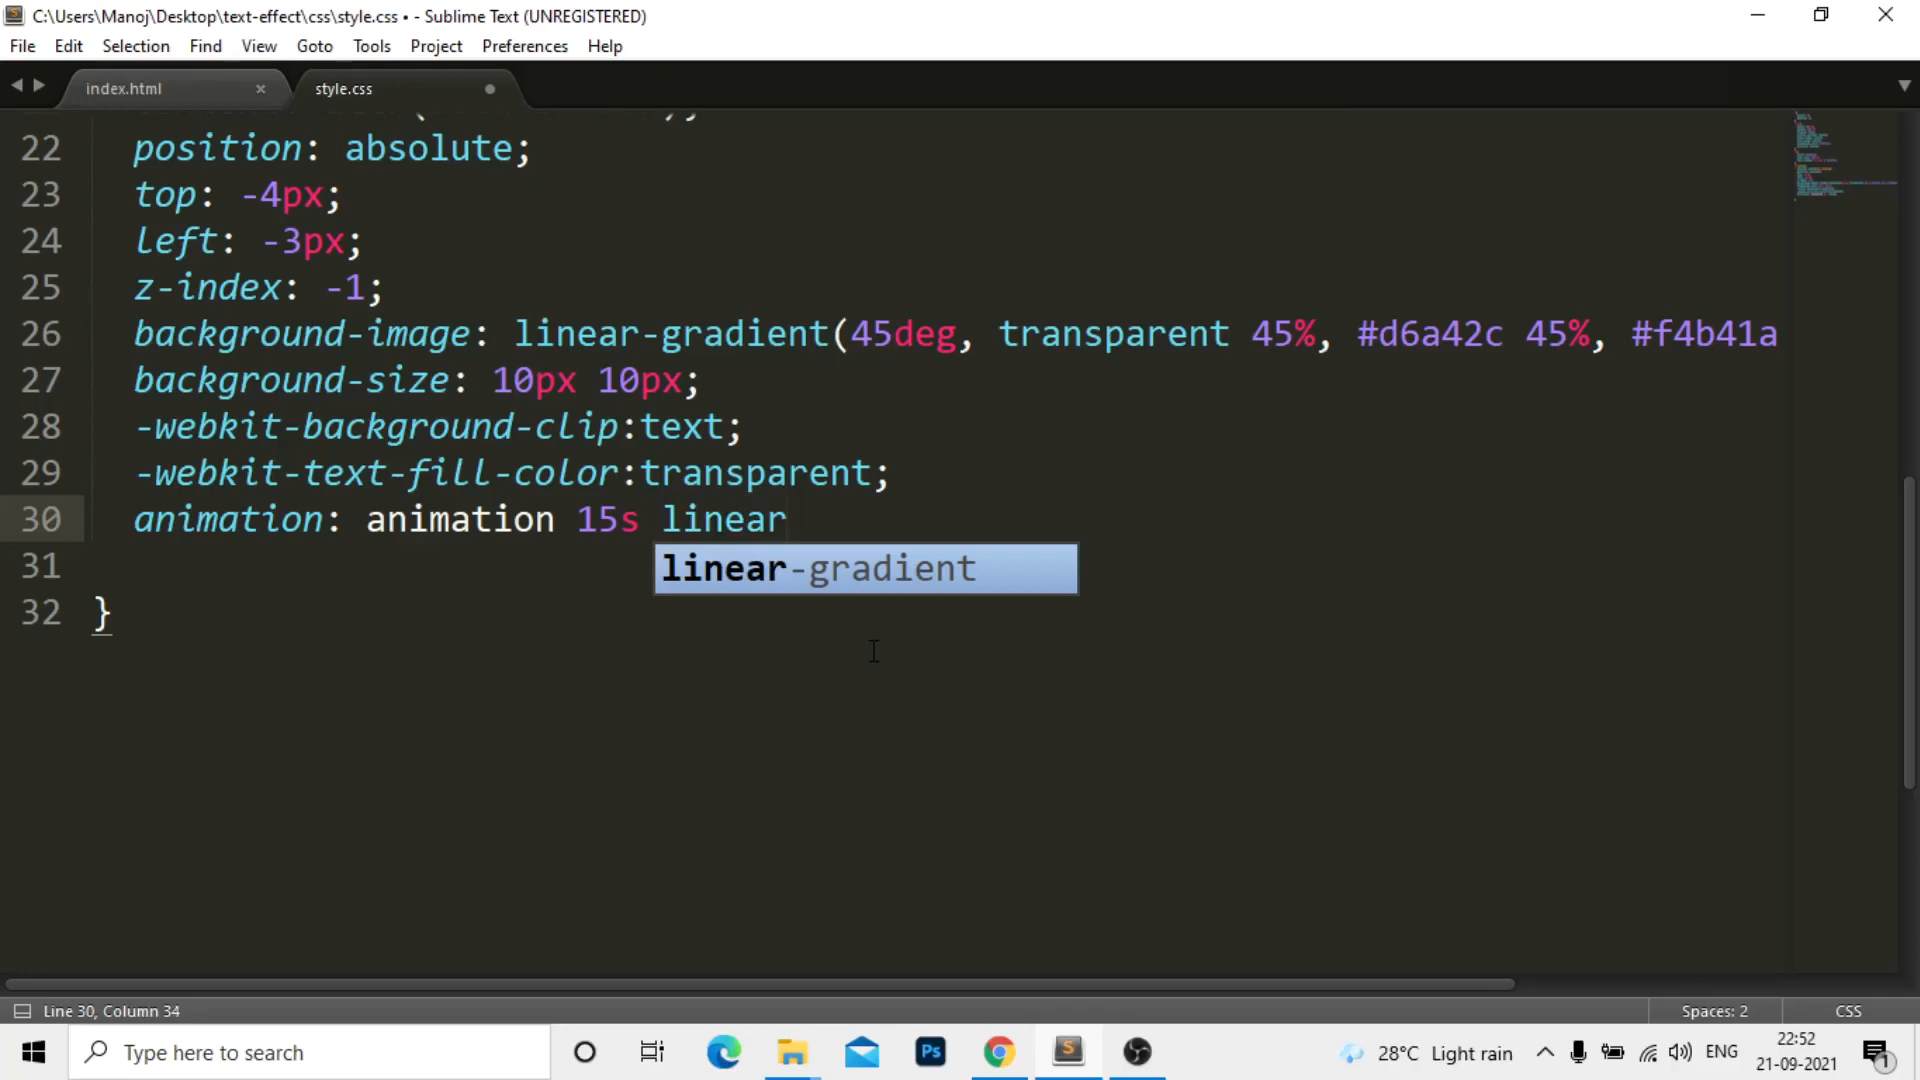 C:\Users\Manoj\Desktop\text-effect\css\style.css • - Sublime Text (UNREGISTERED)
File Edit Selection Find View Goto Tools Project Preferences Help
index.html × style.css
22 position: absolute;
23 top: -4px;
24 left: -3px;
25 z-index: -1;
26 background-image: linear-gradient(45deg, transparent 45%, #d6a42c 45%, #f4b41a
27 background-size: 10px 10px;
28 -webkit-background-clip:text;
29 -webkit-text-fill-color:transparent;
30 animation: animation 15s linear
linear-gradient
31
32 }
Line 30, Column 34 Spaces: 2 CSS
Type here to search Ps 28°C Light rain ENG 22:52 21-09-2021 1